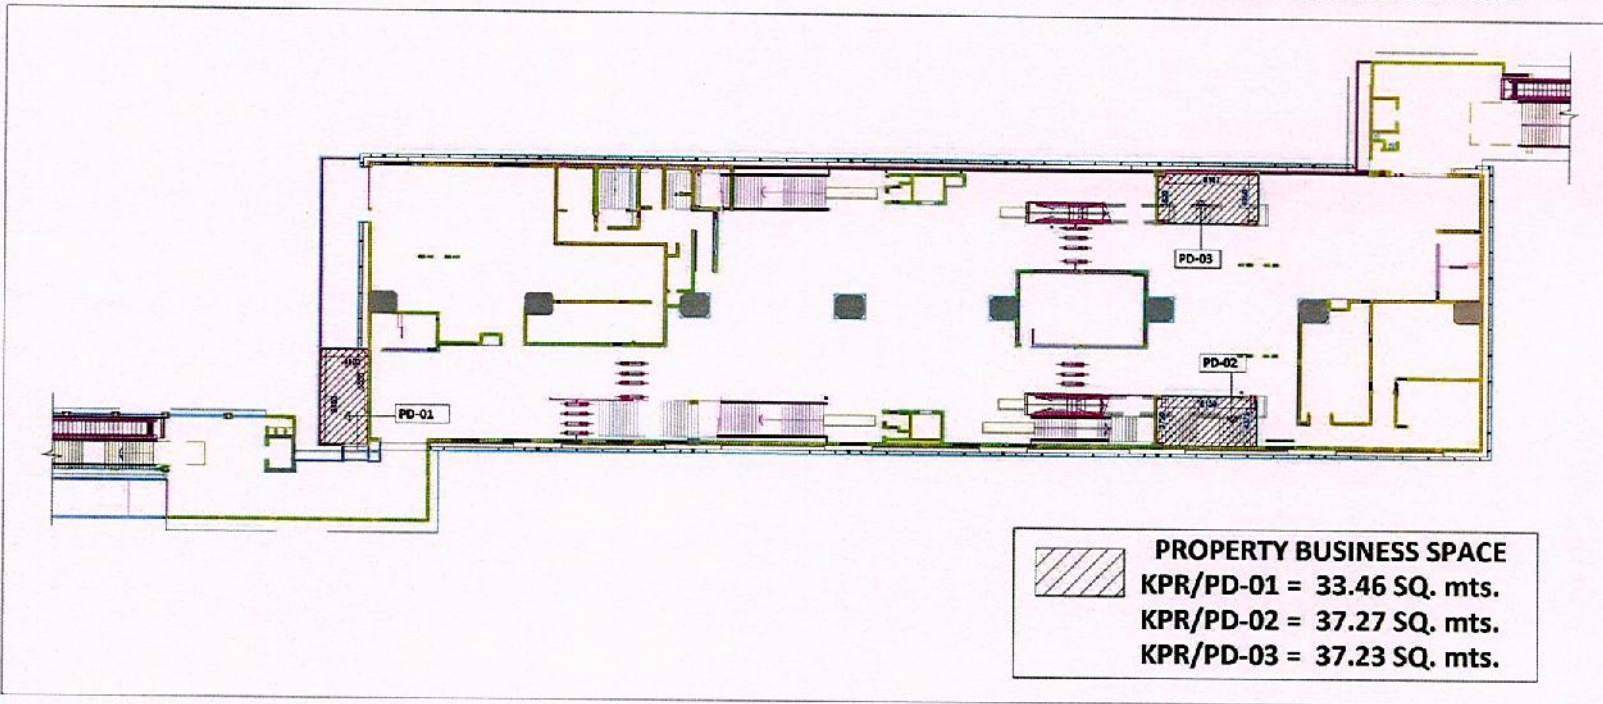 PD-03
PD-02
PD-01
PROPERTY BUSINESS SPACE
KPR/PD-01 = 33.46 SQ. mts.
KPR/PD-02 = 37.27 SQ. mts.
KPR/PD-03 = 37.23 SQ. mts.